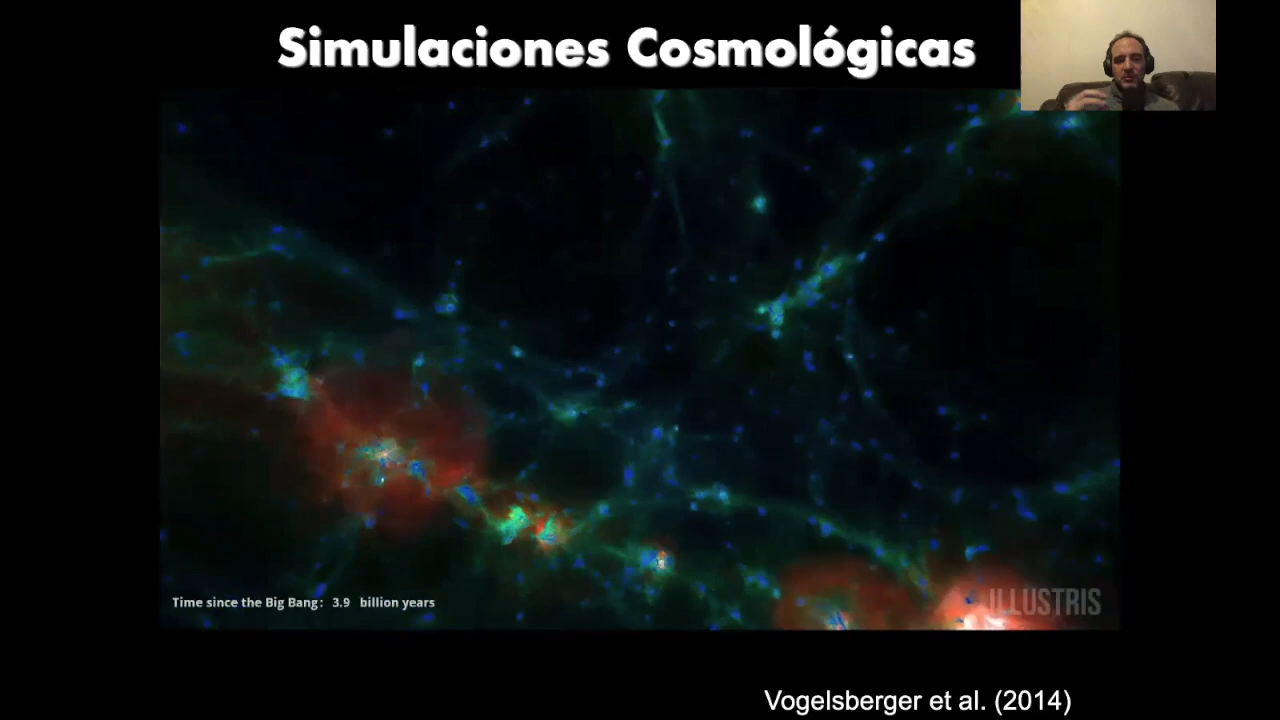 Simulaciones Cosmológicas
Time since the Big Bang: 3.9 billion years
ILLUSTRIS
Vogelsberger et al. (2014)